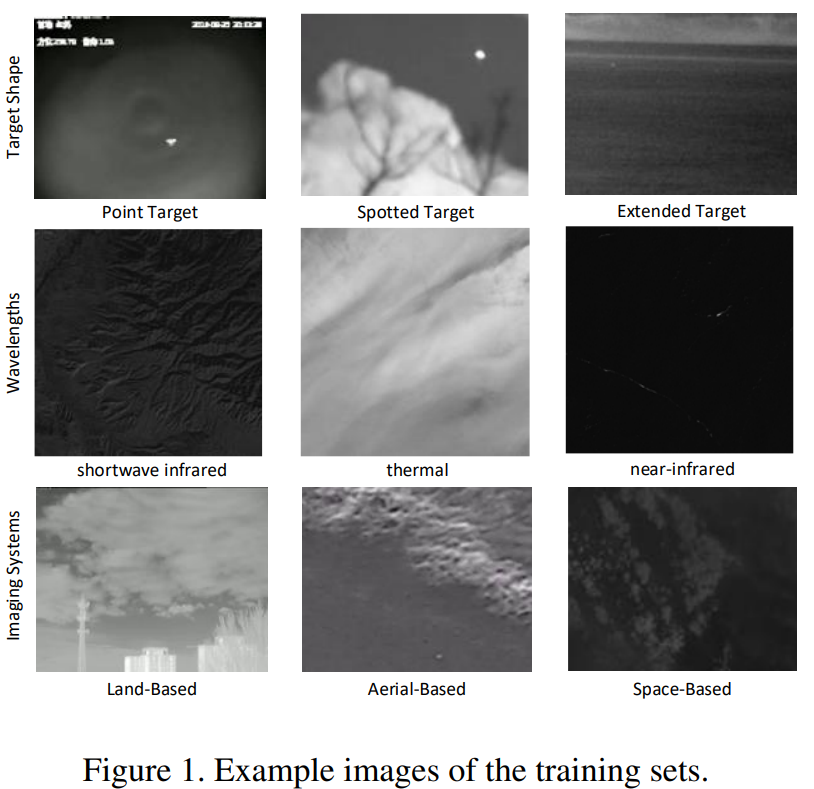 Target Shape
Point Target
Spotted Target
Extended Target
Wavelengths
shortwave infrared
thermal
near-infrared
Imaging Systems
Land-Based
Aerial-Based
Space-Based
Figure 1. Example images of the training sets.